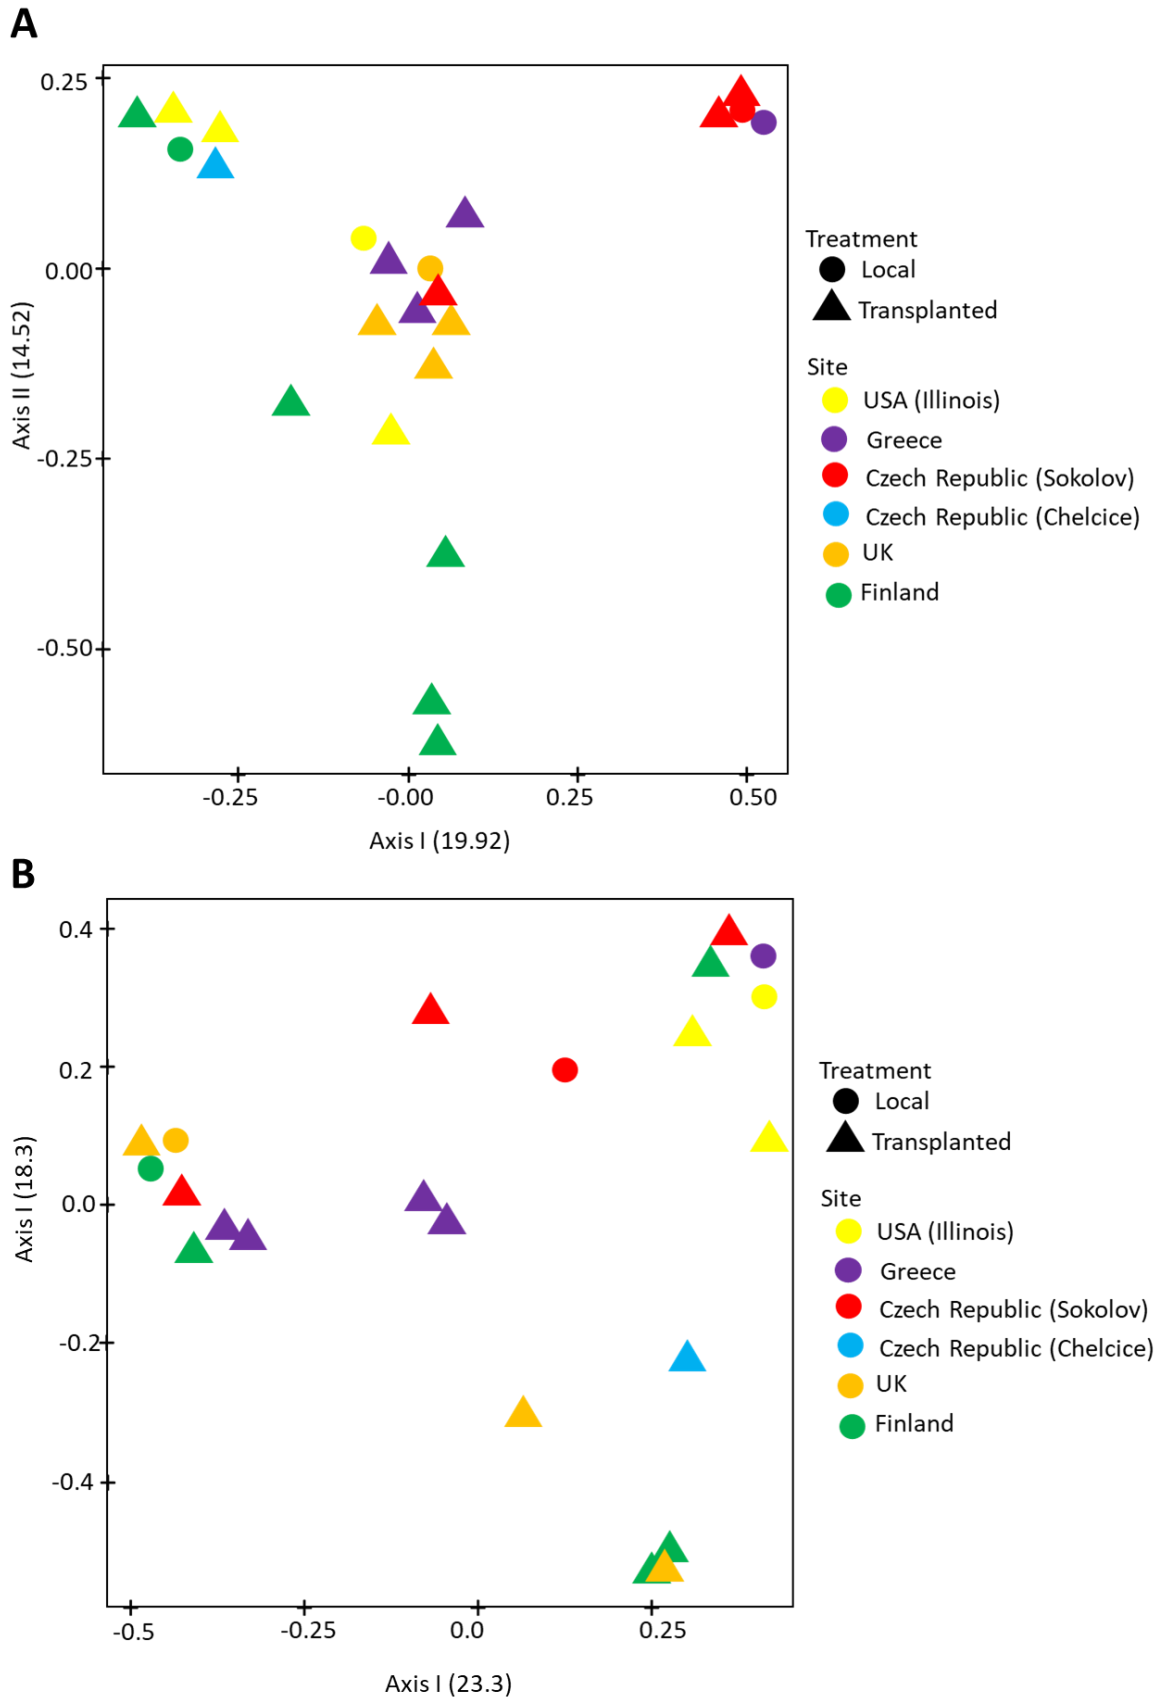 A
0.25
0.00
-0.25
-0.50
Axis II (14.52)
-0.25
-0.00
0.25
0.50
Axis I (19.92)
Treatment
Local
Transplanted
Site
USA (Illinois)
Greece
Czech Republic (Sokolov)
Czech Republic (Chelcice)
UK
Finland
B
0.4
0.2
0.0
-0.2
-0.4
Axis I (18.3)
-0.5
-0.25
0.0
0.25
Axis I (23.3)
Treatment
Local
Transplanted
Site
USA (Illinois)
Greece
Czech Republic (Sokolov)
Czech Republic (Chelcice)
UK
Finland